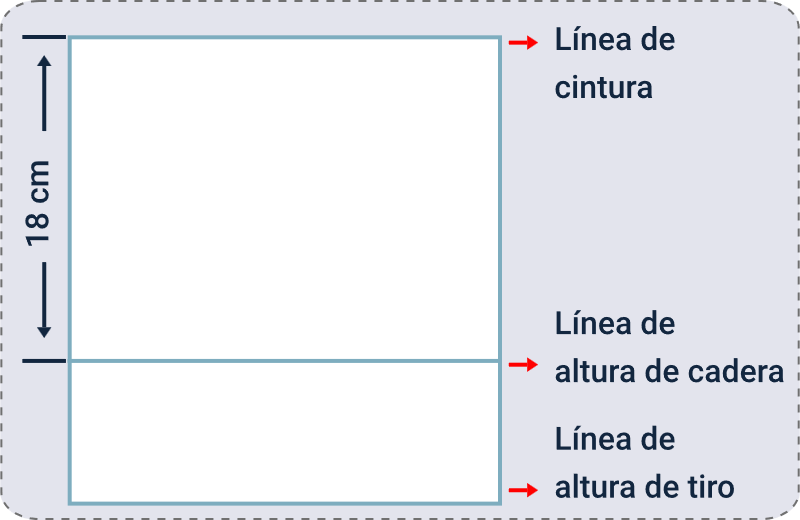 Línea de
cintura
18 cm
Línea de
altura de cadera
Línea de
altura de tiro